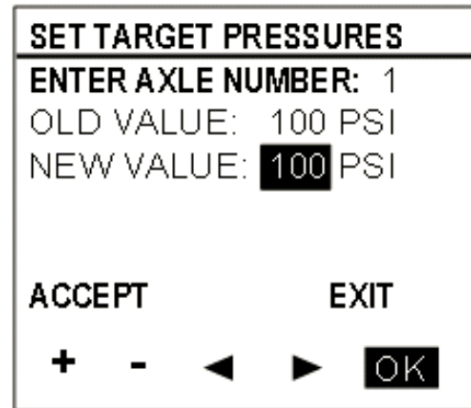 SET TARGET PRESSURES
ENTER AXLE NUMBER: 1
OLD VALUE: 100 PSI
NEW VALUE: 100 PSI
ACCEPT EXIT
+ - ◄ ► OK